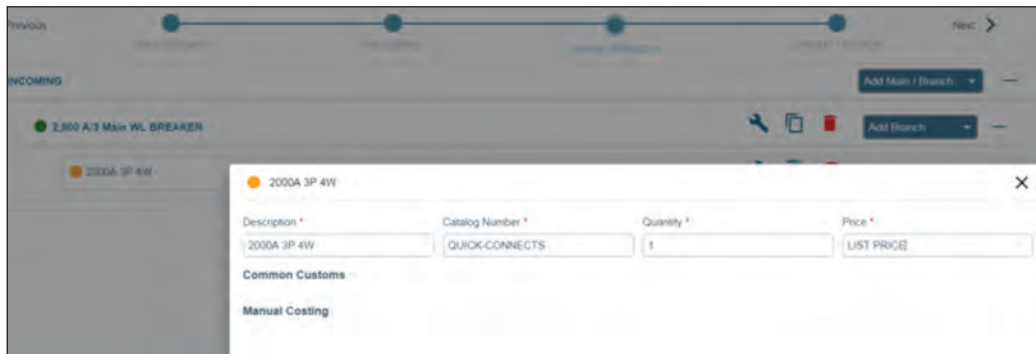 Previous
Next
INCOMING
Add Main / Branch
2,500 A/3 Main WL BREAKER
Add Branch
2000A 3P 4W
2000A 3P 4W
Description *
Catalog Number *
Quantity *
Price *
2000A 3P 4W
QUICK-CONNECTS
1
LIST PRICE
Common Customs
Manual Costing